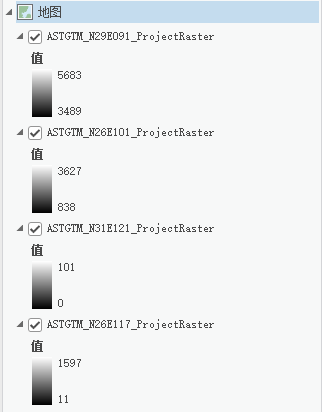 地图
ASTGTM_N29E091_ProjectRaster
值
5683
3489
ASTGTM_N26E101_ProjectRaster
值
3627
838
ASTGTM_N31E121_ProjectRaster
值
101
0
ASTGTM_N26E117_ProjectRaster
值
1597
11